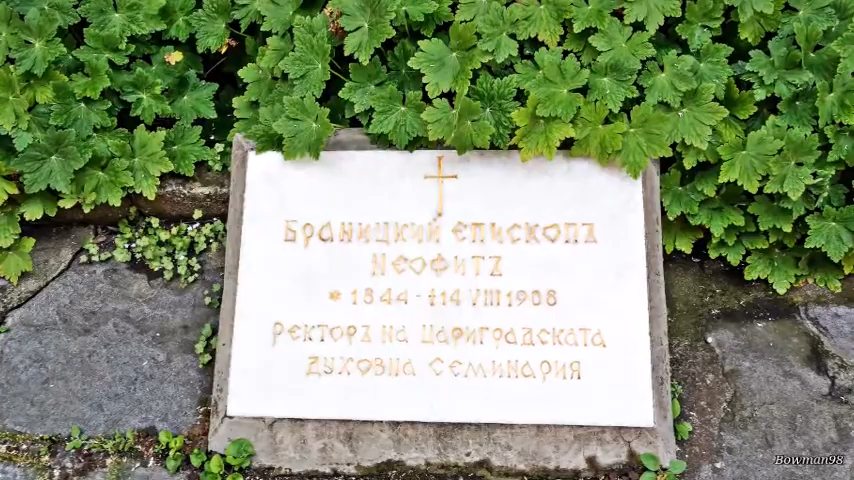 Браницкий Епископъ
Неофитъ
* 1844 - †14 VIII 1908
Ректоръ на Цариградската
Духовна Семинария
Bowman98